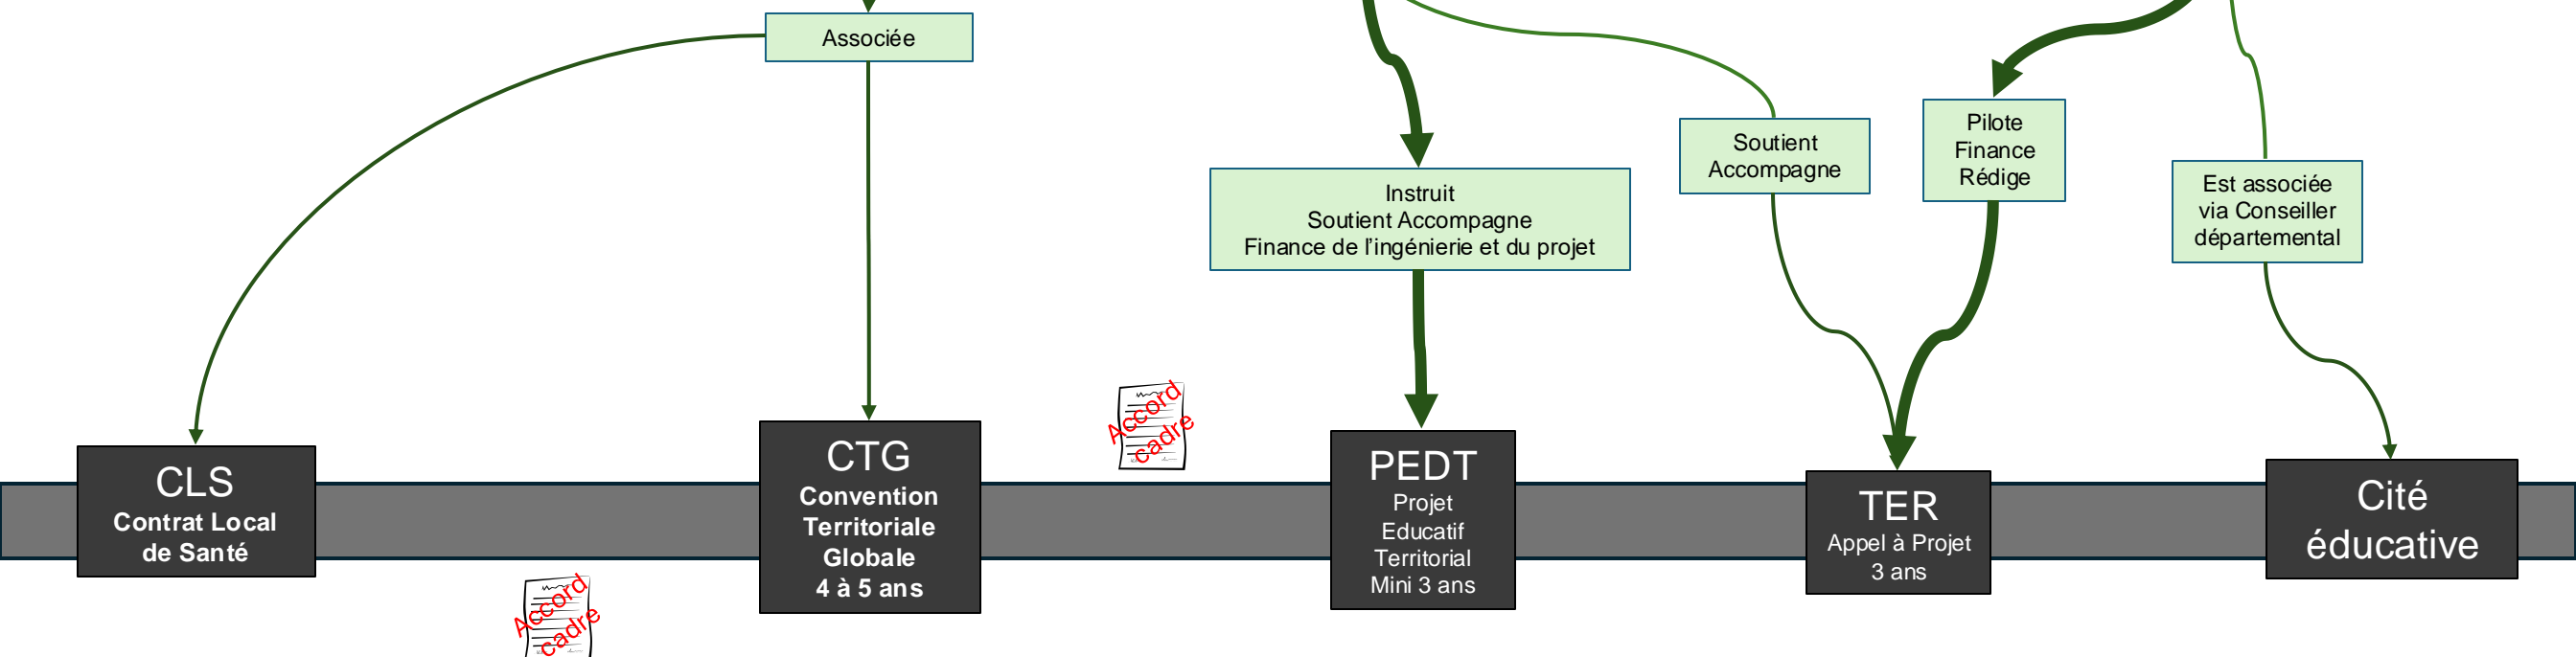 Associée
Instruit
Soutient Accompagne
Finance de l’ingénierie et du projet
Soutient
Accompagne
Pilote
Finance
Rédige
Est associée
via Conseiller
départemental
Accord
cadre
CLS
Contrat Local
de Santé
CTG
Convention
Territoriale
Globale
4 à 5 ans
PEDT
Projet
Educatif
Territorial
Mini 3 ans
TER
Appel à Projet
3 ans
Cité
éducative
Accord
cadre